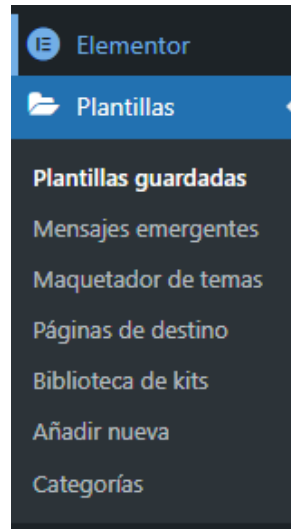 Elementor
Plantillas
Plantillas guardadas
Mensajes emergentes
Maquetador de temas
Páginas de destino
Biblioteca de kits
Añadir nueva
Categorías